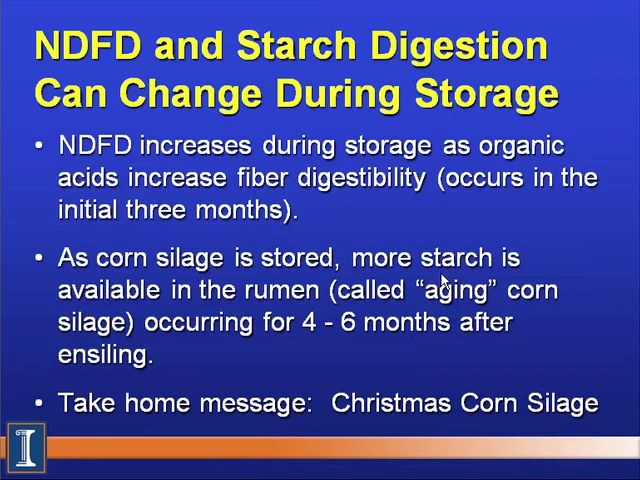 NDFD and Starch Digestion
Can Change During Storage
• NDFD increases during storage as organic
acids increase fiber digestibility (occurs in the
initial three months).
• As corn silage is stored, more starch is
available in the rumen (called “aging” corn
silage) occurring for 4 - 6 months after
ensiling.
• Take home message:  Christmas Corn Silage
I